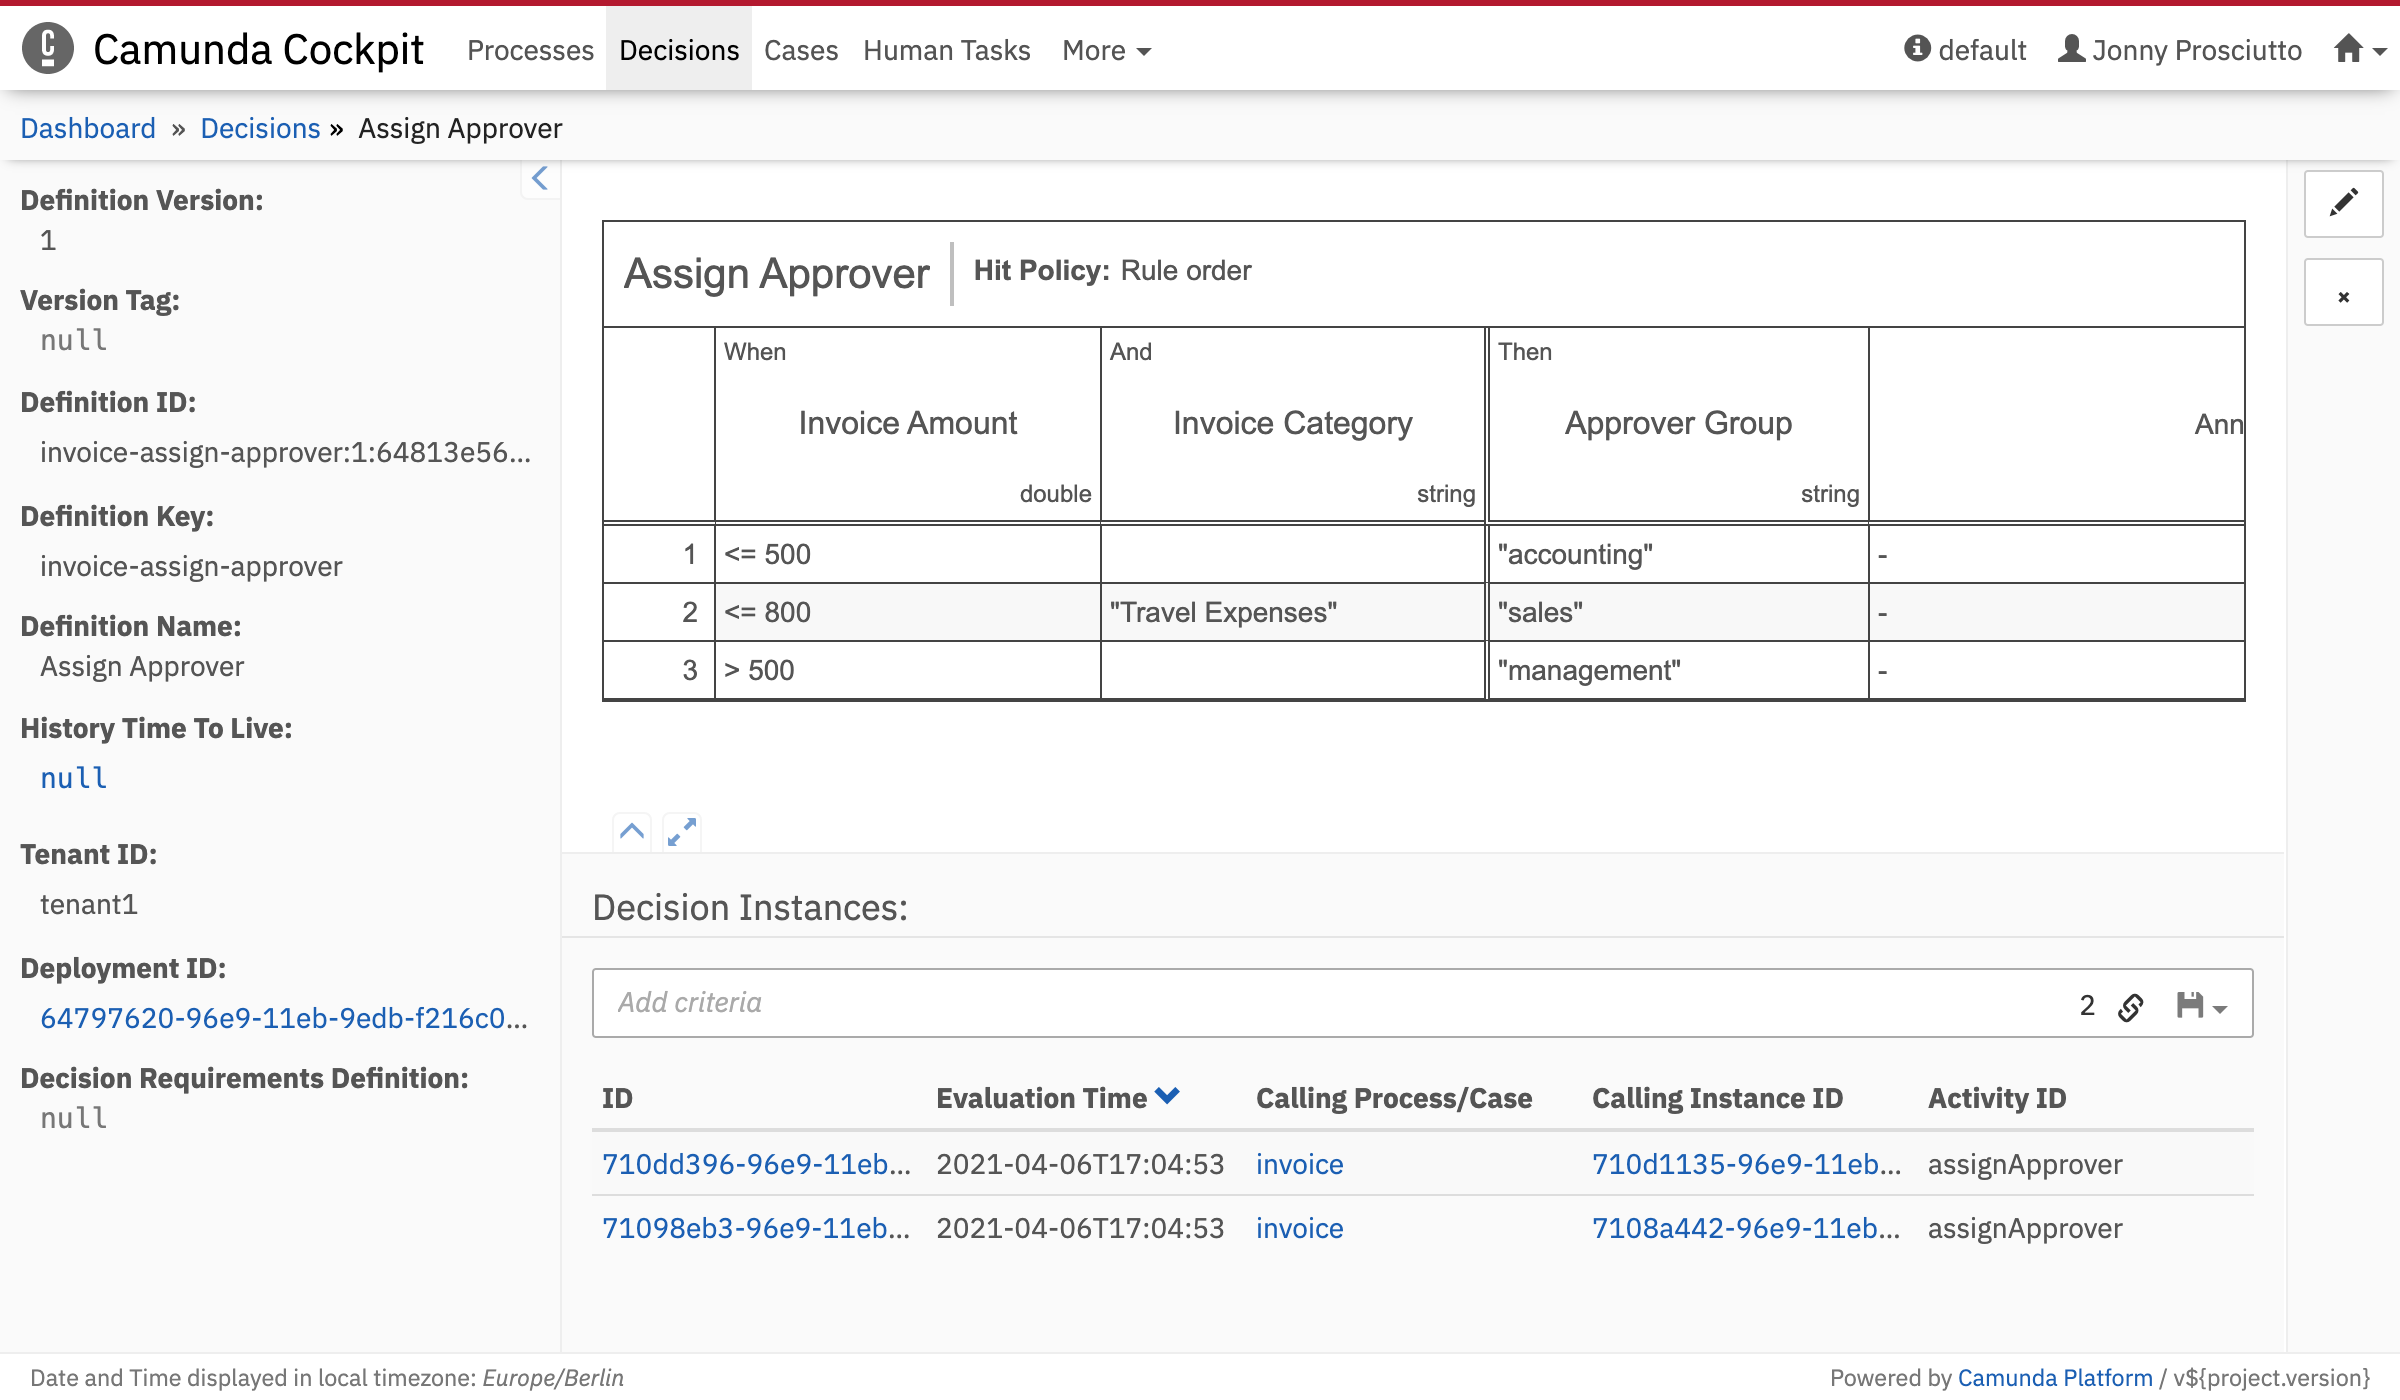 Camunda Cockpit Processes Decisions Cases Human Tasks More default Jonny Prosciutto
Dashboard » Decisions » Assign Approver
Definition Version:
1
Version Tag:
null
Definition ID:
invoice-assign-approver:1:64813e56...
Definition Key:
invoice-assign-approver
Definition Name:
Assign Approver
History Time To Live:
null
Tenant ID:
tenant1
Deployment ID:
64797620-96e9-11eb-9edb-f216c0...
Decision Requirements Definition:
null
Assign Approver Hit Policy: Rule order
When And Then
Invoice Amount Invoice Category Approver Group Ann
double string string
1 <= 500 "accounting" -
2 <= 800 "Travel Expenses" "sales" -
3 > 500 "management" -
Decision Instances:
Add criteria 2
ID Evaluation Time Calling Process/Case Calling Instance ID Activity ID
710dd396-96e9-11eb... 2021-04-06T17:04:53 invoice 710d1135-96e9-11eb... assignApprover
71098eb3-96e9-11eb... 2021-04-06T17:04:53 invoice 7108a442-96e9-11eb... assignApprover
Date and Time displayed in local timezone: Europe/Berlin Powered by Camunda Platform / v${project.version}